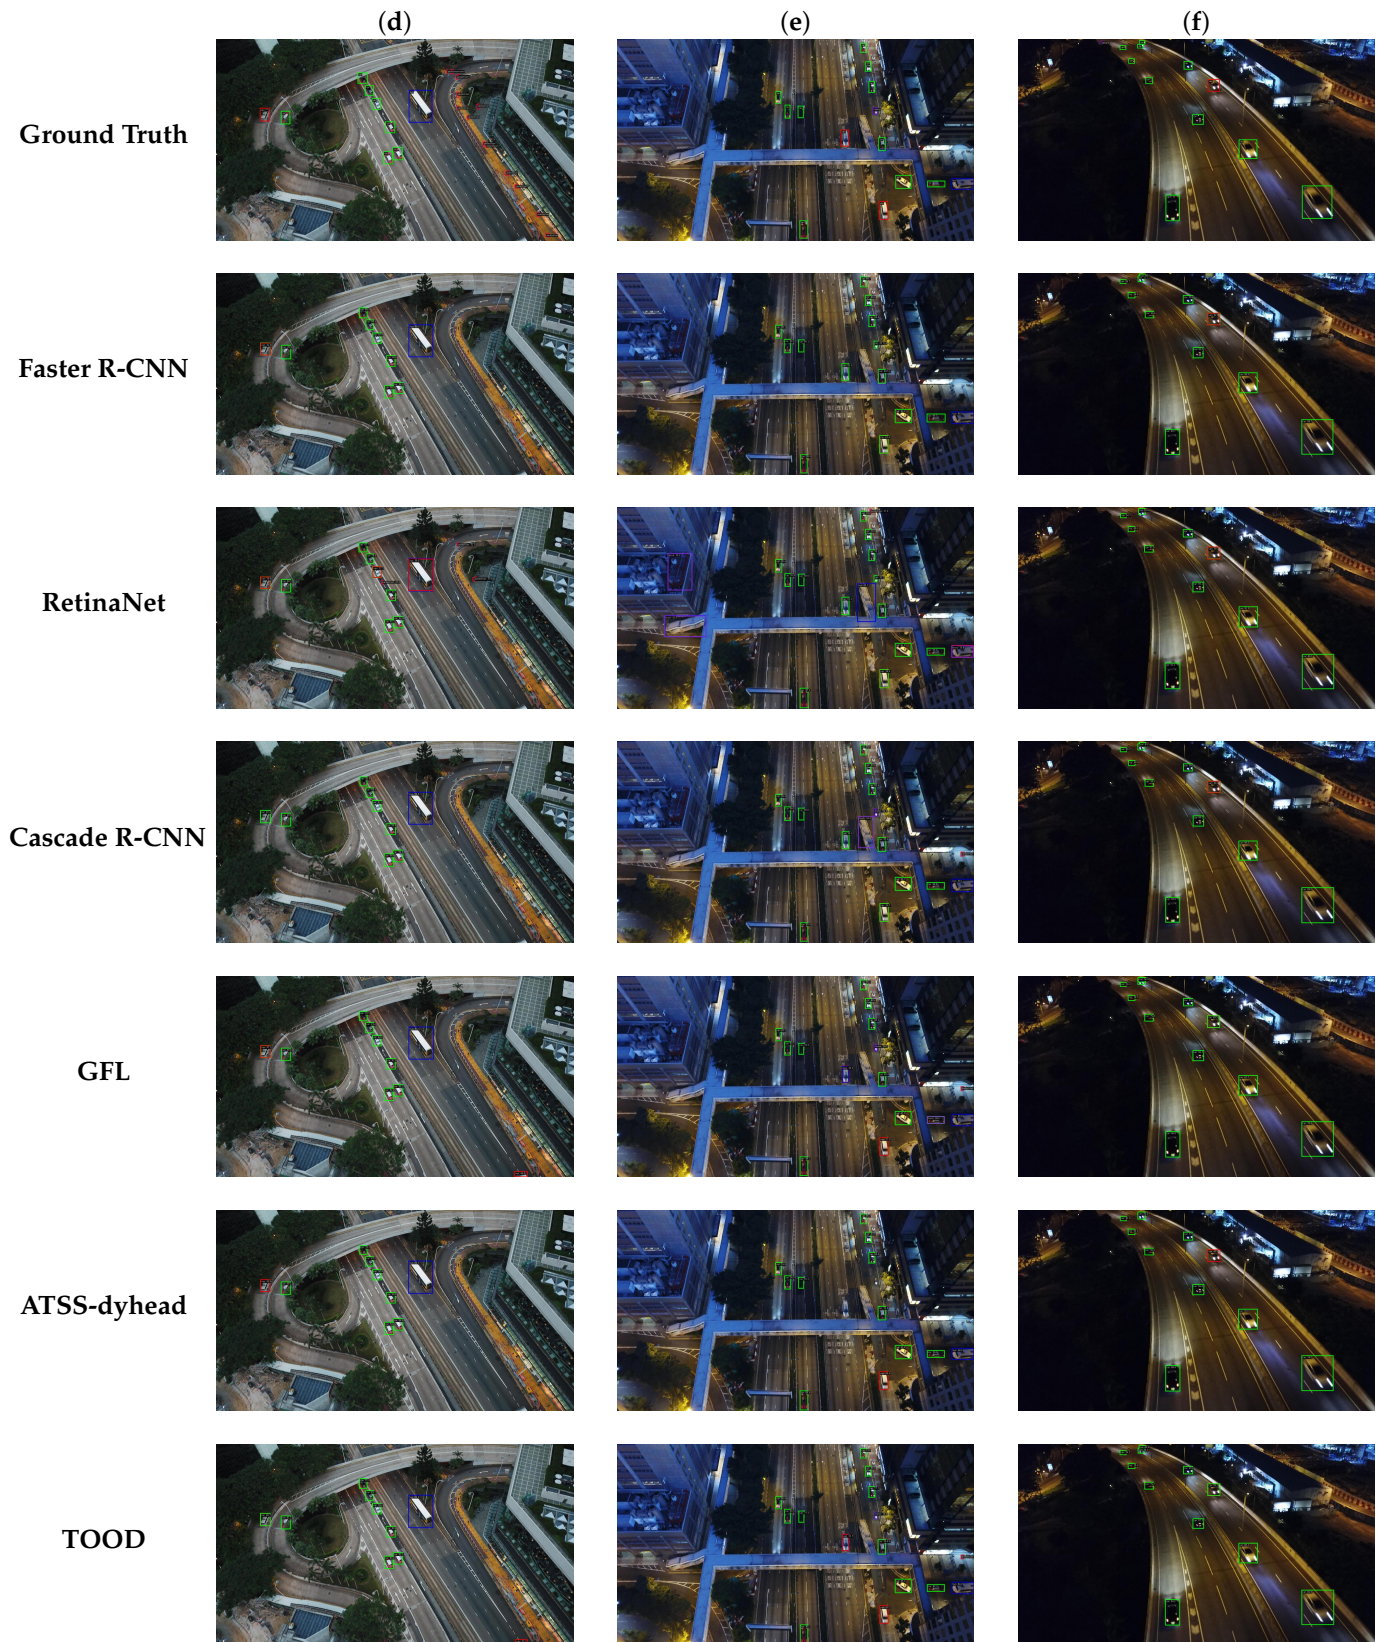 (d) (e) (f)
Ground Truth
Faster R-CNN
RetinaNet
Cascade R-CNN
GFL
ATSS-dyhead
TOOD